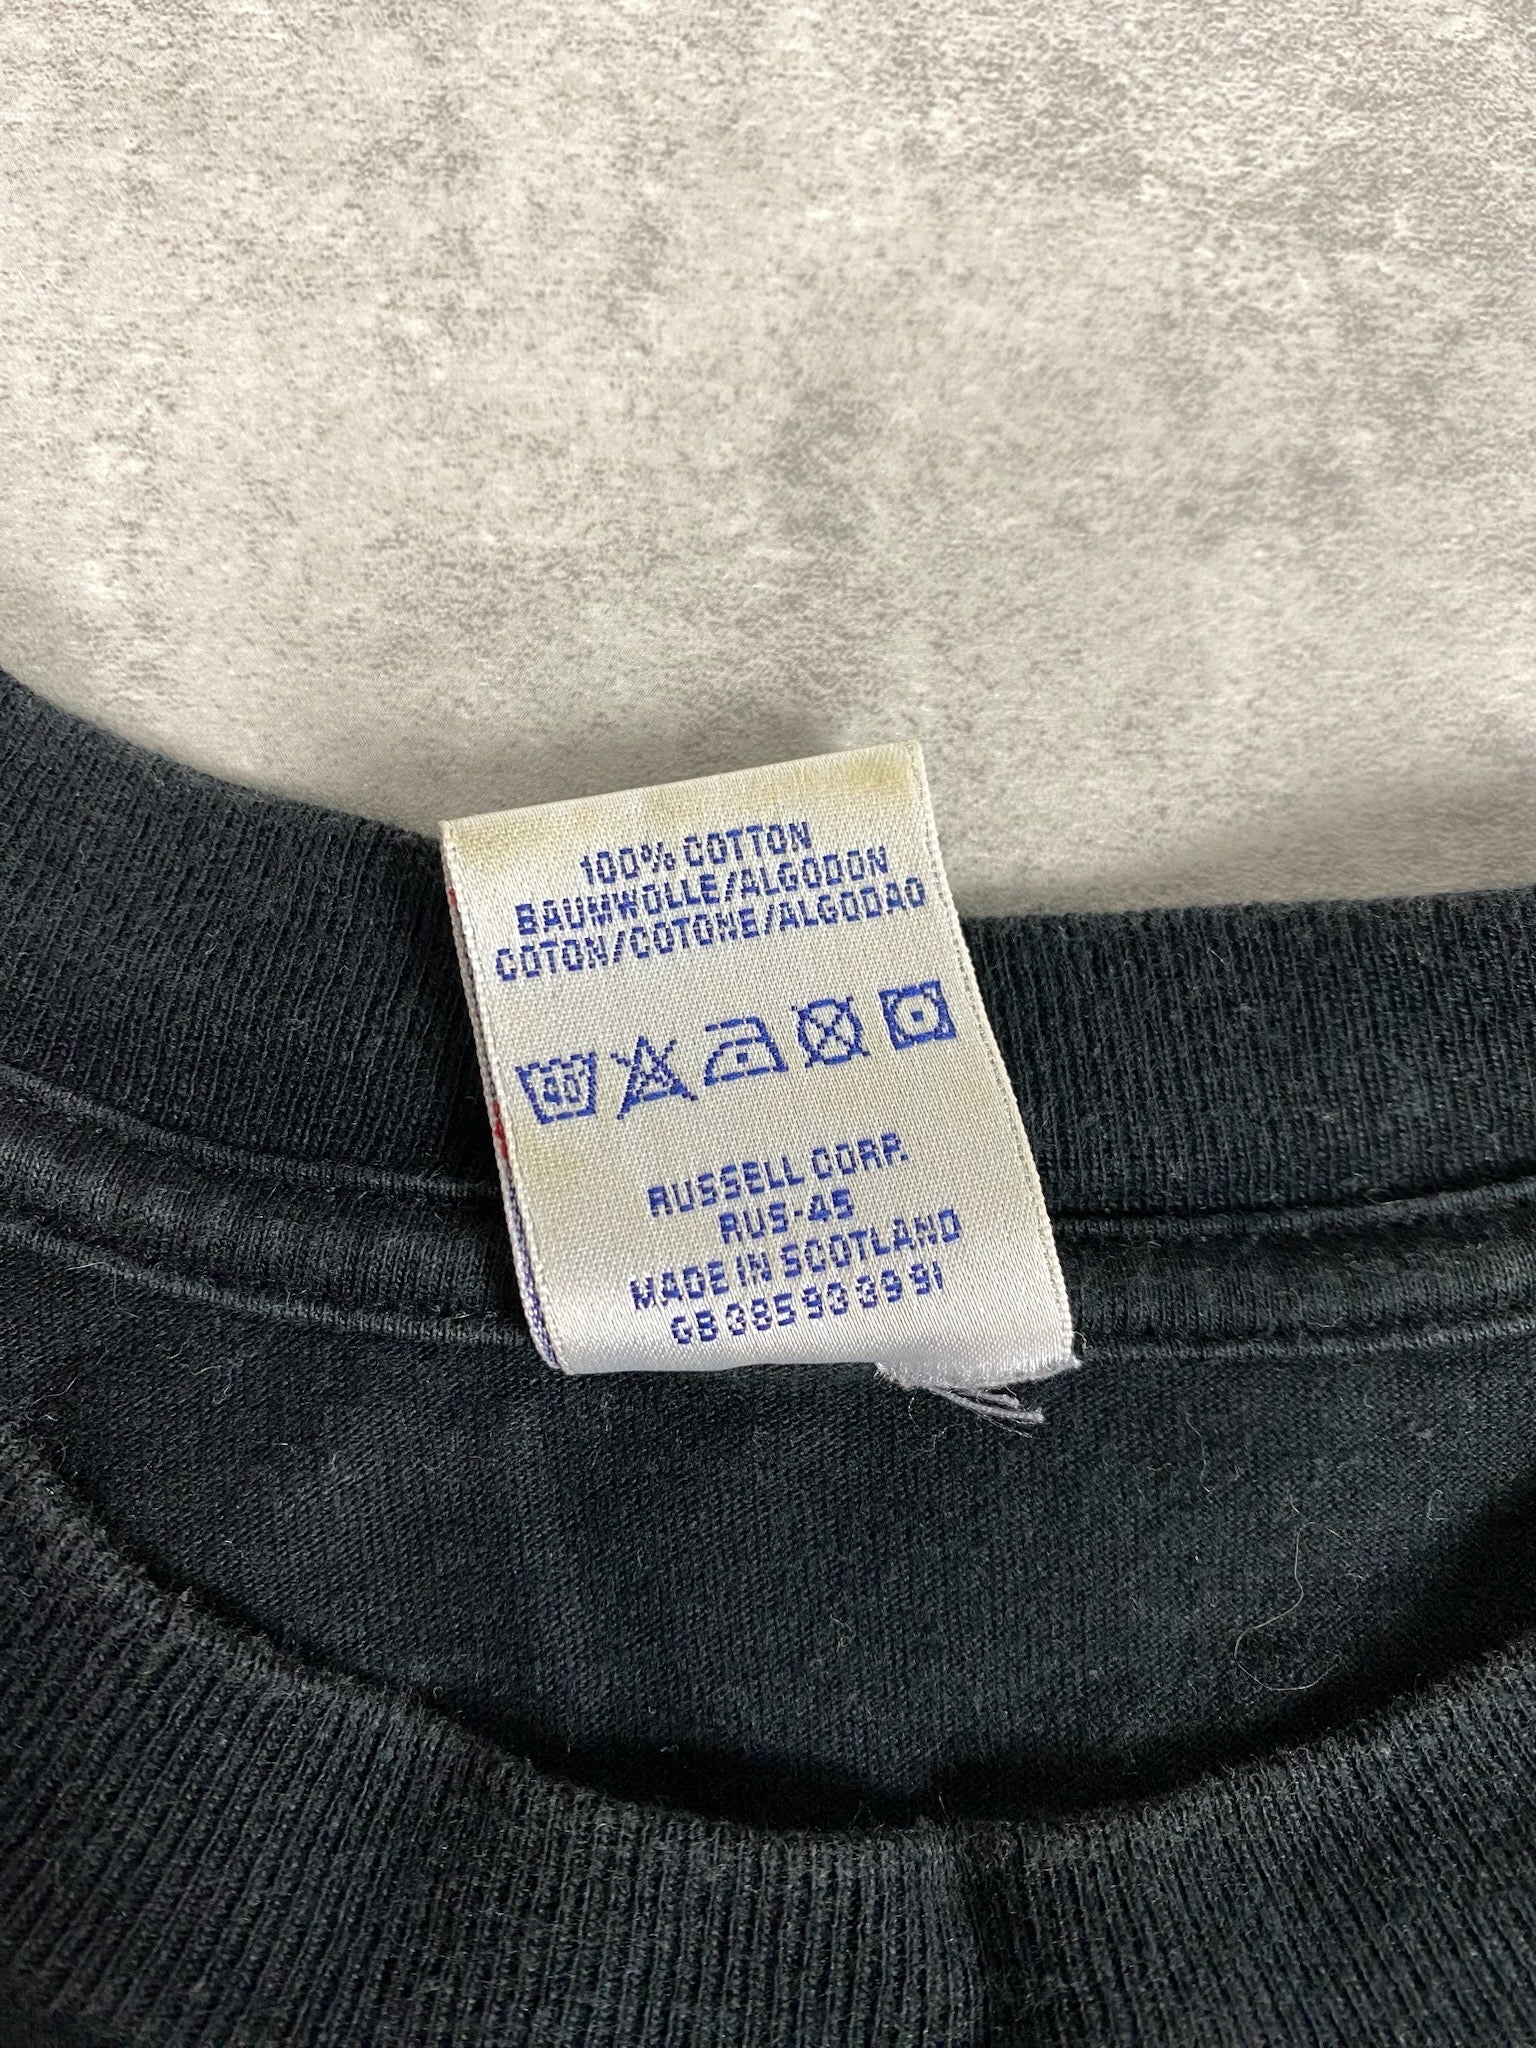 100% COTTON
BAUMWOLLE/ALGODON
COTON/COTONE/ALGODAO
40°
RUSSELL CORP.
RUS-45
MADE IN SCOTLAND
GB 385 90 39 91